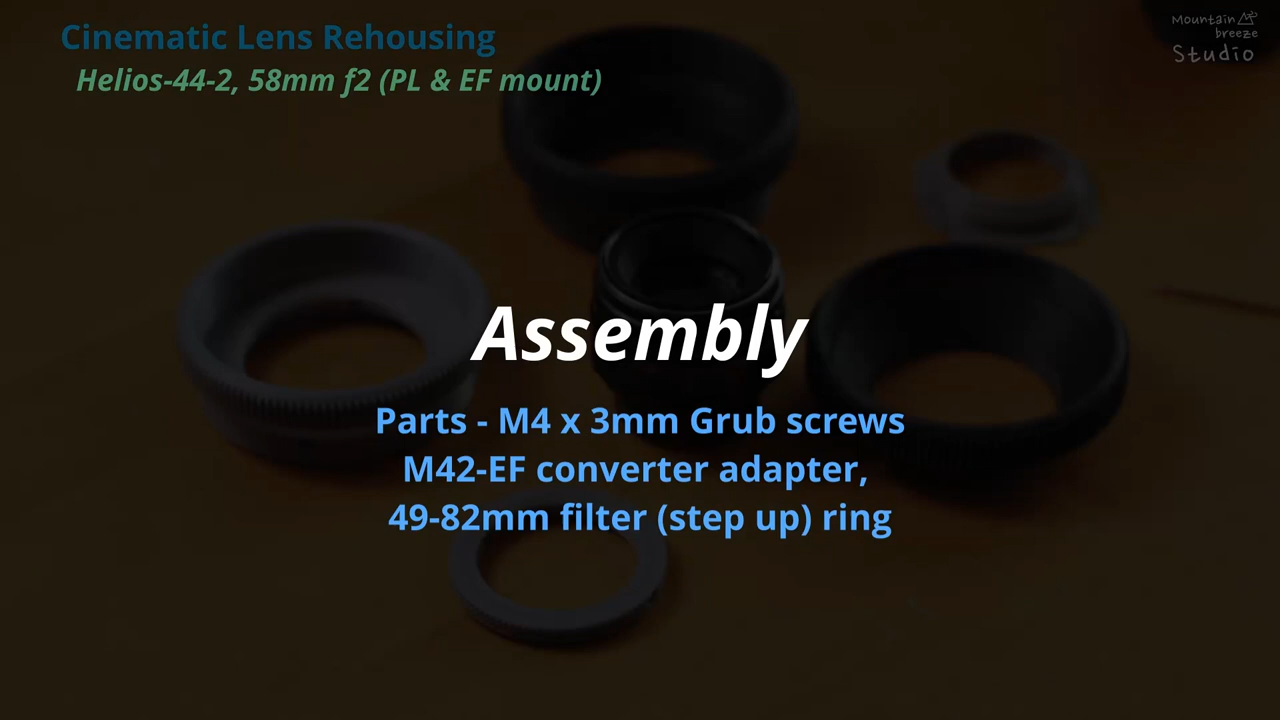 Cinematic Lens Rehousing
Helios-44-2, 58mm f2 (PL & EF mount)
Mountain
breeze
Studio
Assembly
Parts - M4 x 3mm Grub screws
M42-EF converter adapter,
49-82mm filter (step up) ring